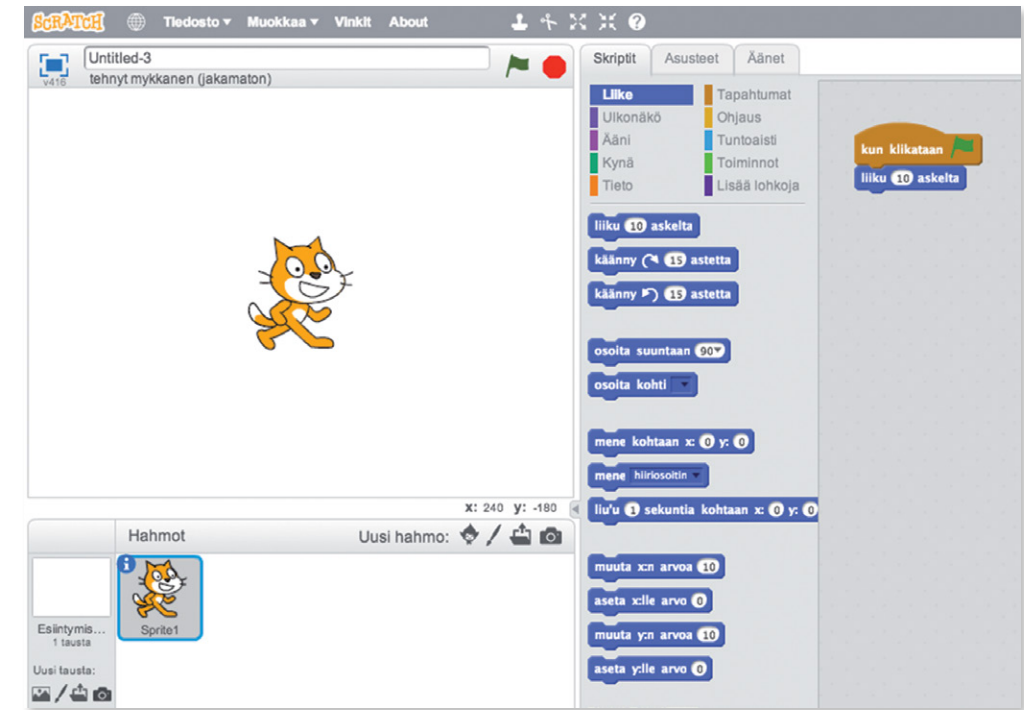 SCRATCH Tiedosto Muokkaa Vinkit About
Untitled-3
v416 tehnyt mykkanen (jakamaton)
x: 240 y: -180
Hahmot Uusi hahmo:
Sprite1
Esiintymis...
1 tausta
Uusi tausta:
Skriptit Asusteet Äänet
Liike Tapahtumat
Ulkonäkö Ohjaus
Ääni Tuntoaisti
Kynä Toiminnot
Tieto Lisää lohkoja
liiku 10 askelta
käänny 15 astetta
käänny 15 astetta
osoita suuntaan 90
osoita kohti
mene kohtaan x: 0 y: 0
mene hiiriosoitin
liu'u 1 sekuntia kohtaan x: 0 y: 0
muuta x:n arvoa 10
aseta x:lle arvo 0
muuta y:n arvoa 10
aseta y:lle arvo 0
kun klikataan
liiku 10 askelta